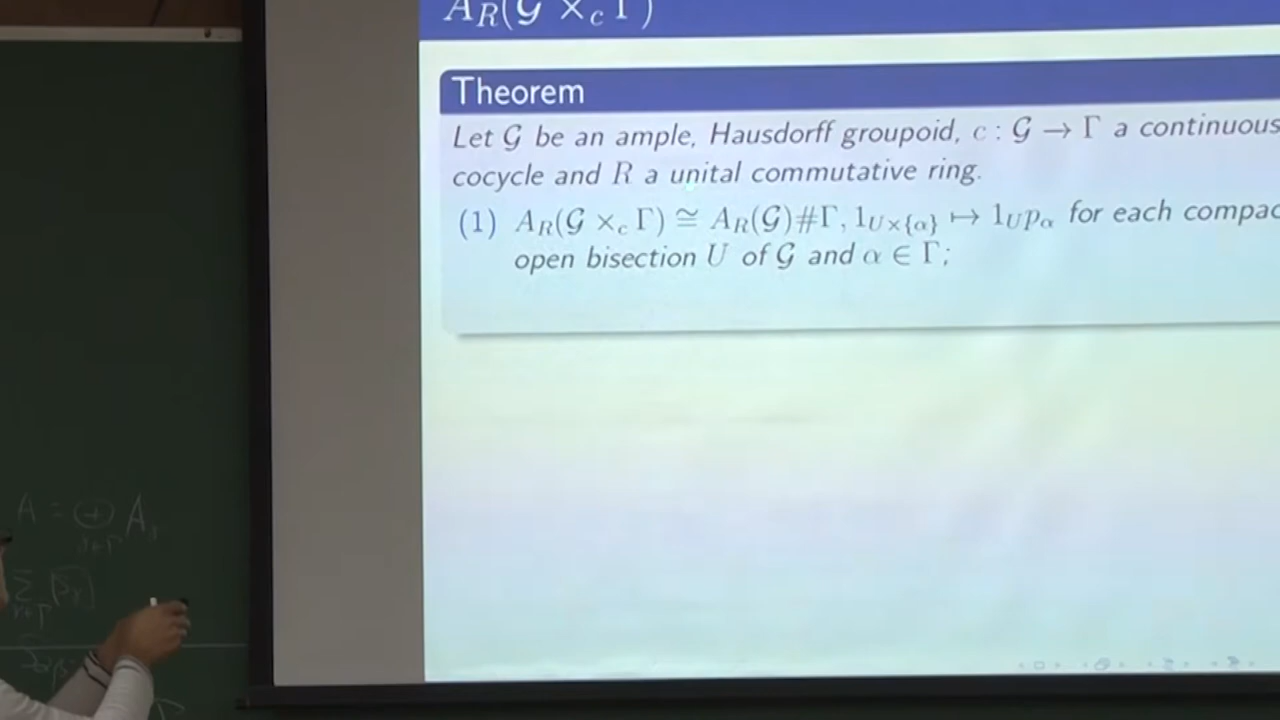 A_R(𝒢 ×_c Γ)
Theorem
Let 𝒢 be an ample, Hausdorff groupoid, c : 𝒢 → Γ a continuous
cocycle and R a unital commutative ring.
(1) A_R(𝒢 ×_c Γ) ≅ A_R(𝒢)#Γ, 1_{U×{α}} ↦ 1_U p_α for each compac
open bisection U of 𝒢 and α ∈ Γ;
A = ⊕ A